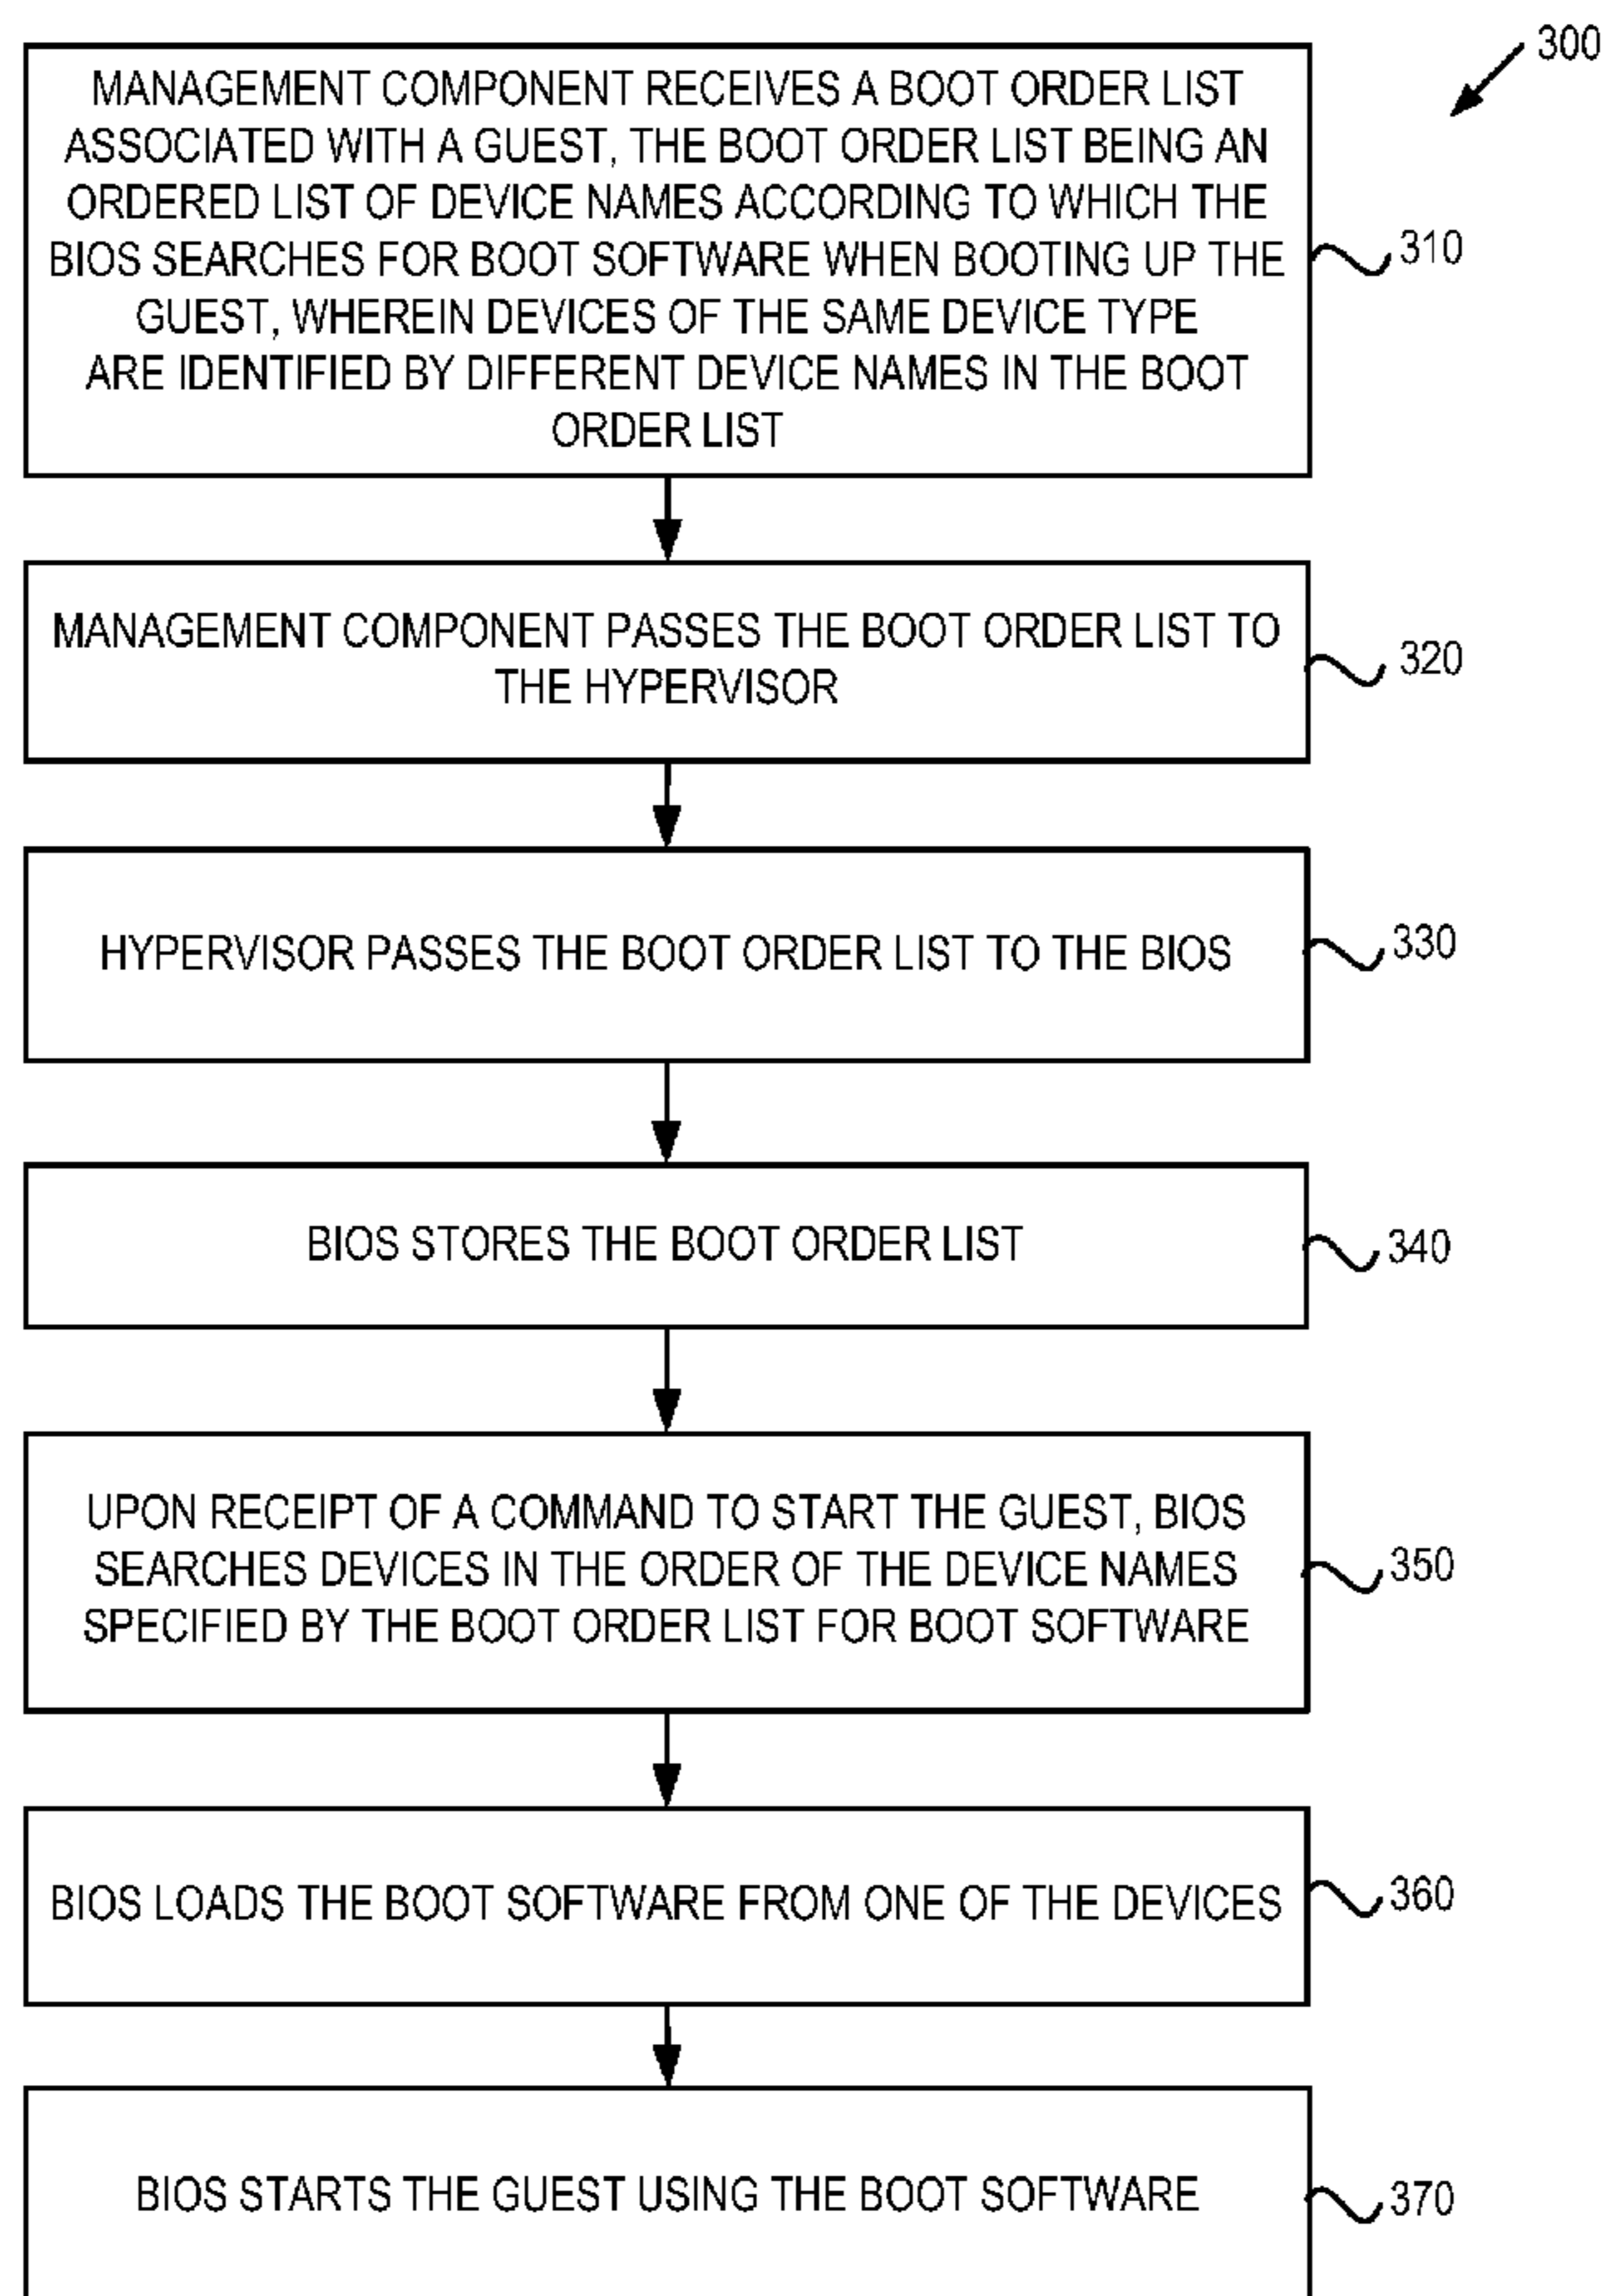 300
MANAGEMENT COMPONENT RECEIVES A BOOT ORDER LIST
ASSOCIATED WITH A GUEST, THE BOOT ORDER LIST BEING AN
ORDERED LIST OF DEVICE NAMES ACCORDING TO WHICH THE
BIOS SEARCHES FOR BOOT SOFTWARE WHEN BOOTING UP THE
GUEST, WHEREIN DEVICES OF THE SAME DEVICE TYPE
ARE IDENTIFIED BY DIFFERENT DEVICE NAMES IN THE BOOT
ORDER LIST
310
MANAGEMENT COMPONENT PASSES THE BOOT ORDER LIST TO
THE HYPERVISOR
320
HYPERVISOR PASSES THE BOOT ORDER LIST TO THE BIOS
330
BIOS STORES THE BOOT ORDER LIST
340
UPON RECEIPT OF A COMMAND TO START THE GUEST, BIOS
SEARCHES DEVICES IN THE ORDER OF THE DEVICE NAMES
SPECIFIED BY THE BOOT ORDER LIST FOR BOOT SOFTWARE
350
BIOS LOADS THE BOOT SOFTWARE FROM ONE OF THE DEVICES
360
BIOS STARTS THE GUEST USING THE BOOT SOFTWARE
370